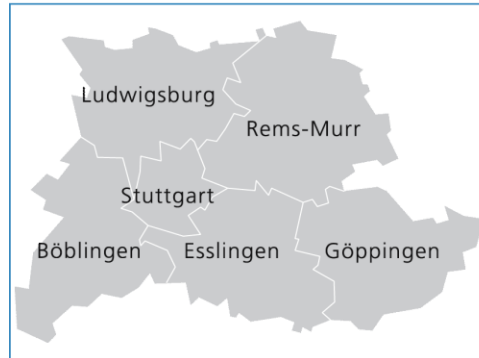 Ludwigsburg
Rems-Murr
Stuttgart
Böblingen
Esslingen
Göppingen